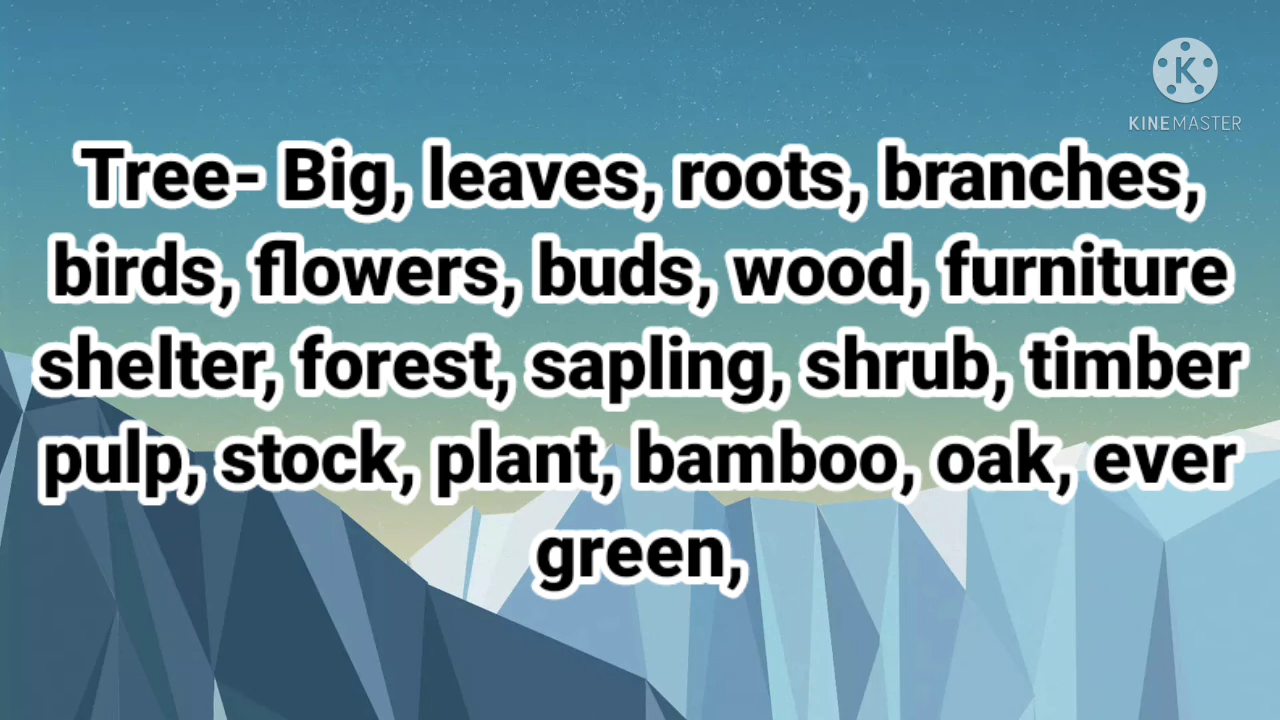 K
KINEMASTER
Tree- Big, leaves, roots, branches,
birds, flowers, buds, wood, furniture
shelter, forest, sapling, shrub, timber
pulp, stock, plant, bamboo, oak, ever
green,